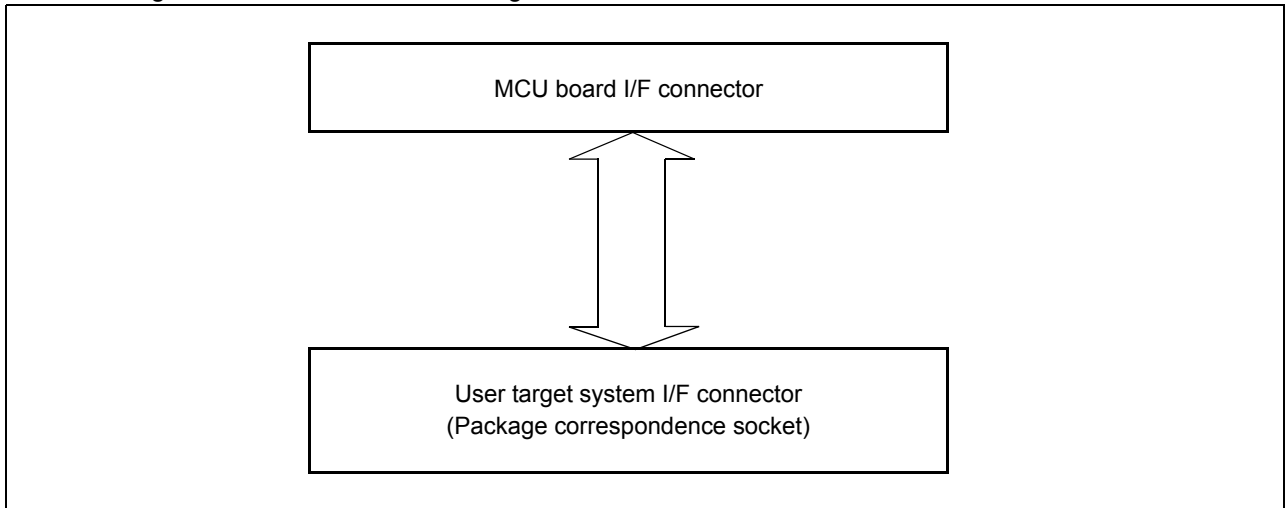 MCU board I/F connector
User target system I/F connector
(Package correspondence socket)